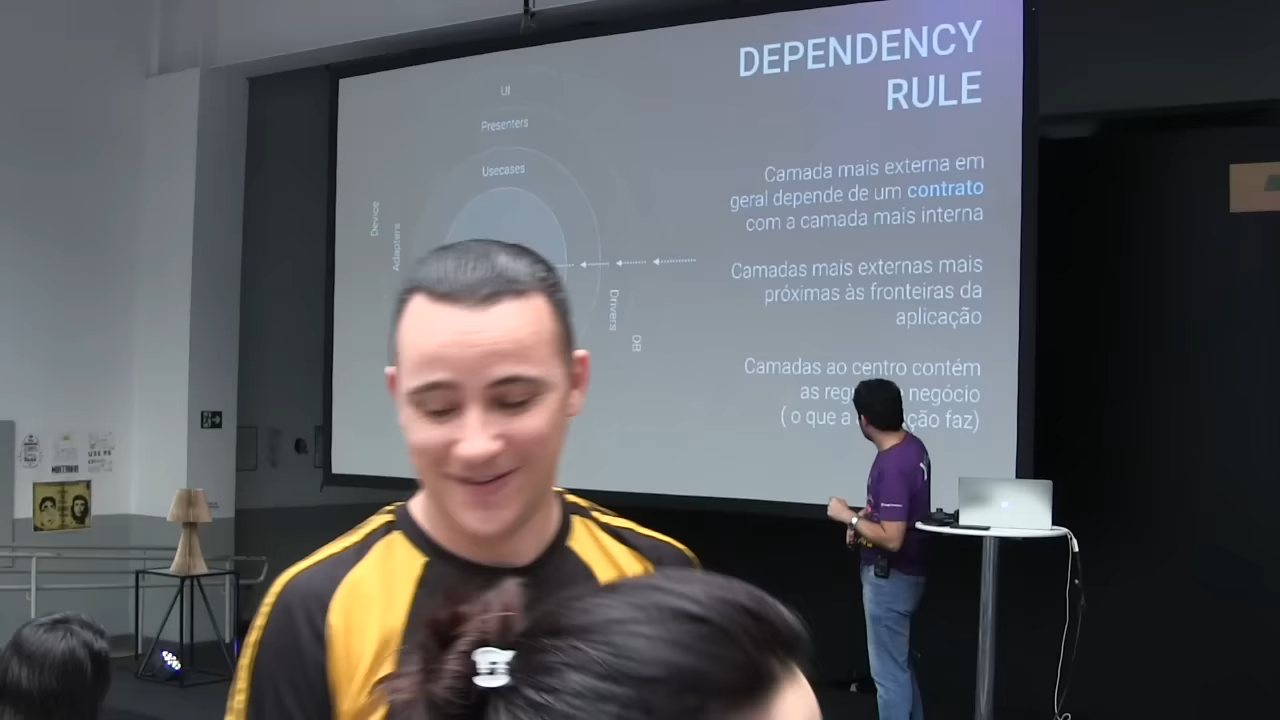 DEPENDENCY
RULE
UI
Presenters
Usecases
Device
Adapters
Drivers
DB
Camada mais externa em
geral depende de um contrato
com a camada mais interna
Camadas mais externas mais
próximas às fronteiras da
aplicação
Camadas ao centro contém
as negócio
( o que a faz)